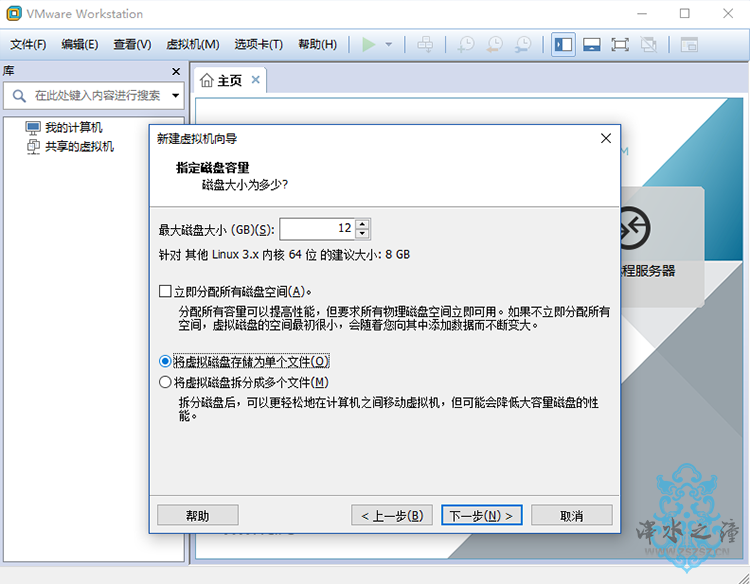 VMware Workstation
文件(F) 编辑(E) 查看(V) 虚拟机(M) 选项卡(T) 帮助(H)
库
在此处键入内容进行搜索
主页
我的计算机
共享的虚拟机
M
新建虚拟机向导
指定磁盘容量
磁盘大小为多少?
最大磁盘大小 (GB)(S): 12
针对 其他 Linux 3.x 内核 64 位 的建议大小: 8 GB
程服务器
立即分配所有磁盘空间(A)。
分配所有容量可以提高性能，但要求所有物理磁盘空间立即可用。如果不立即分配所有
空间，虚拟磁盘的空间最初很小，会随着您向其中添加数据而不断变大。
将虚拟磁盘存储为单个文件(O)
将虚拟磁盘拆分成多个文件(M)
拆分磁盘后，可以更轻松地在计算机之间移动虚拟机，但可能会降低大容量磁盘的性
能。
帮助 < 上一步(B) 下一步(N) > 取消
泽水之潼
WWW.ZSZSZ.CN